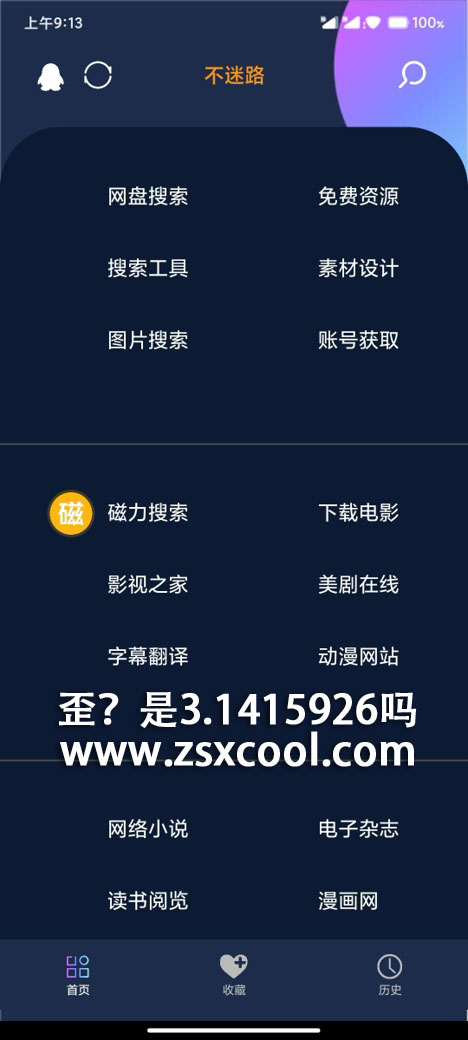 上午9:13 100%
不迷路
网盘搜索 免费资源
搜索工具 素材设计
图片搜索 账号获取
磁 磁力搜索 下载电影
影视之家 美剧在线
字幕翻译 动漫网站
歪？是3.1415926吗
www.zsxcool.com
网络小说 电子杂志
读书阅览 漫画网
首页 收藏 历史